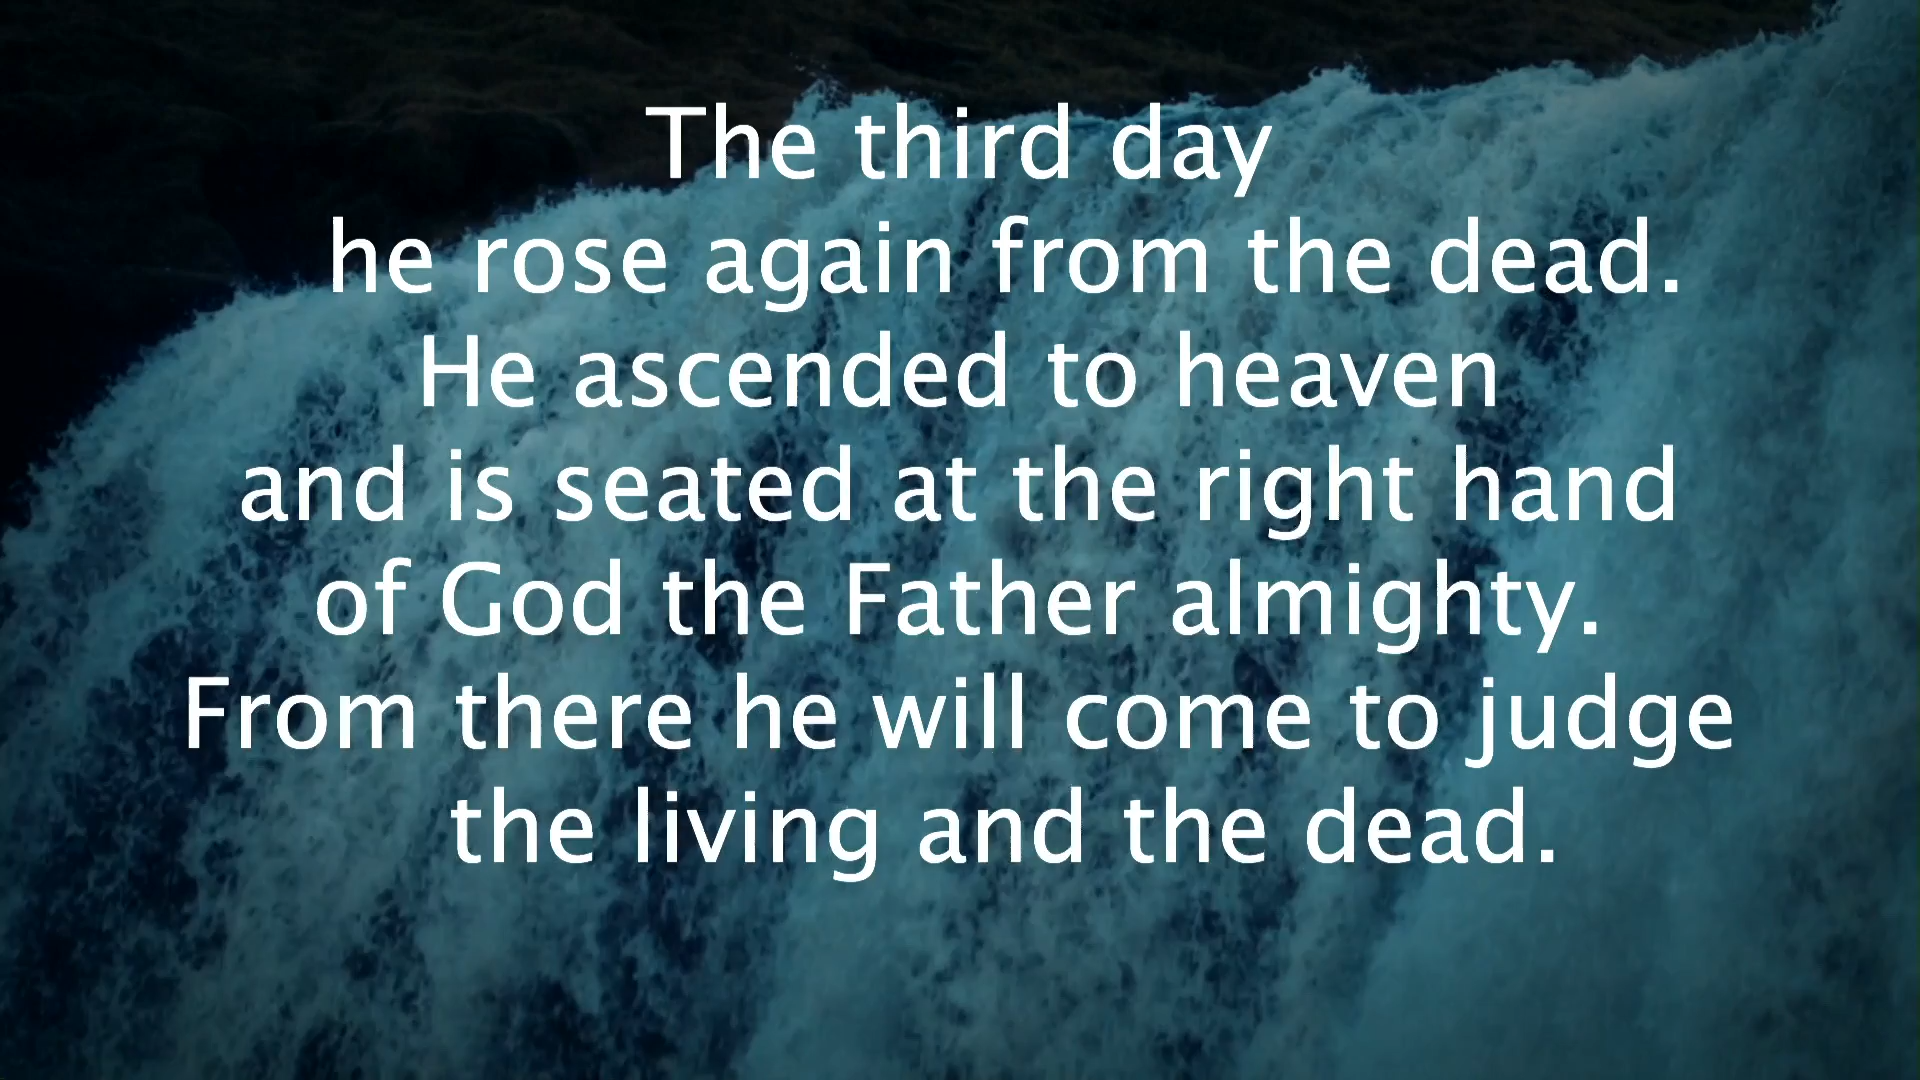 The third day
he rose again from the dead.
He ascended to heaven
and is seated at the right hand
of God the Father almighty.
From there he will come to judge
the living and the dead.